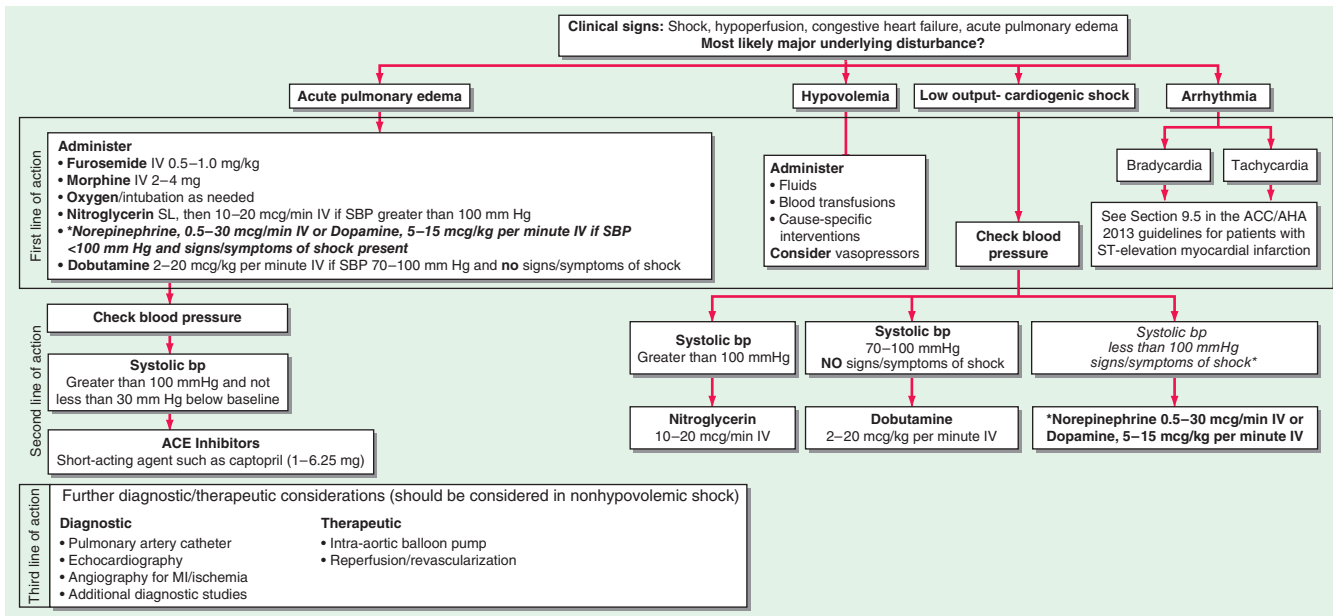 Clinical signs: Shock, hypoperfusion, congestive heart failure, acute pulmonary edema
Most likely major underlying disturbance?
Acute pulmonary edema
Hypovolemia
Low output- cardiogenic shock
Arrhythmia
First line of action
Administer
• Furosemide IV 0.5–1.0 mg/kg
• Morphine IV 2–4 mg
• Oxygen/intubation as needed
• Nitroglycerin SL, then 10–20 mcg/min IV if SBP greater than 100 mm Hg
• *Norepinephrine, 0.5–30 mcg/min IV or Dopamine, 5–15 mcg/kg per minute IV if SBP
<100 mm Hg and signs/symptoms of shock present
• Dobutamine 2–20 mcg/kg per minute IV if SBP 70–100 mm Hg and no signs/symptoms of shock
Administer
• Fluids
• Blood transfusions
• Cause-specific
interventions
Consider vasopressors
Check blood
pressure
Bradycardia
Tachycardia
See Section 9.5 in the ACC/AHA
2013 guidelines for patients with
ST-elevation myocardial infarction
Second line of action
Check blood pressure
Systolic bp
Greater than 100 mmHg and not
less than 30 mm Hg below baseline
ACE Inhibitors
Short-acting agent such as captopril (1–6.25 mg)
Systolic bp
Greater than 100 mmHg
Systolic bp
70–100 mmHg
NO signs/symptoms of shock
Systolic bp
less than 100 mmHg
signs/symptoms of shock*
Nitroglycerin
10–20 mcg/min IV
Dobutamine
2–20 mcg/kg per minute IV
*Norepinephrine 0.5–30 mcg/min IV or
Dopamine, 5–15 mcg/kg per minute IV
Third line of action
Further diagnostic/therapeutic considerations (should be considered in nonhypovolemic shock)
Diagnostic
• Pulmonary artery catheter
• Echocardiography
• Angiography for MI/ischemia
• Additional diagnostic studies
Therapeutic
• Intra-aortic balloon pump
• Reperfusion/revascularization